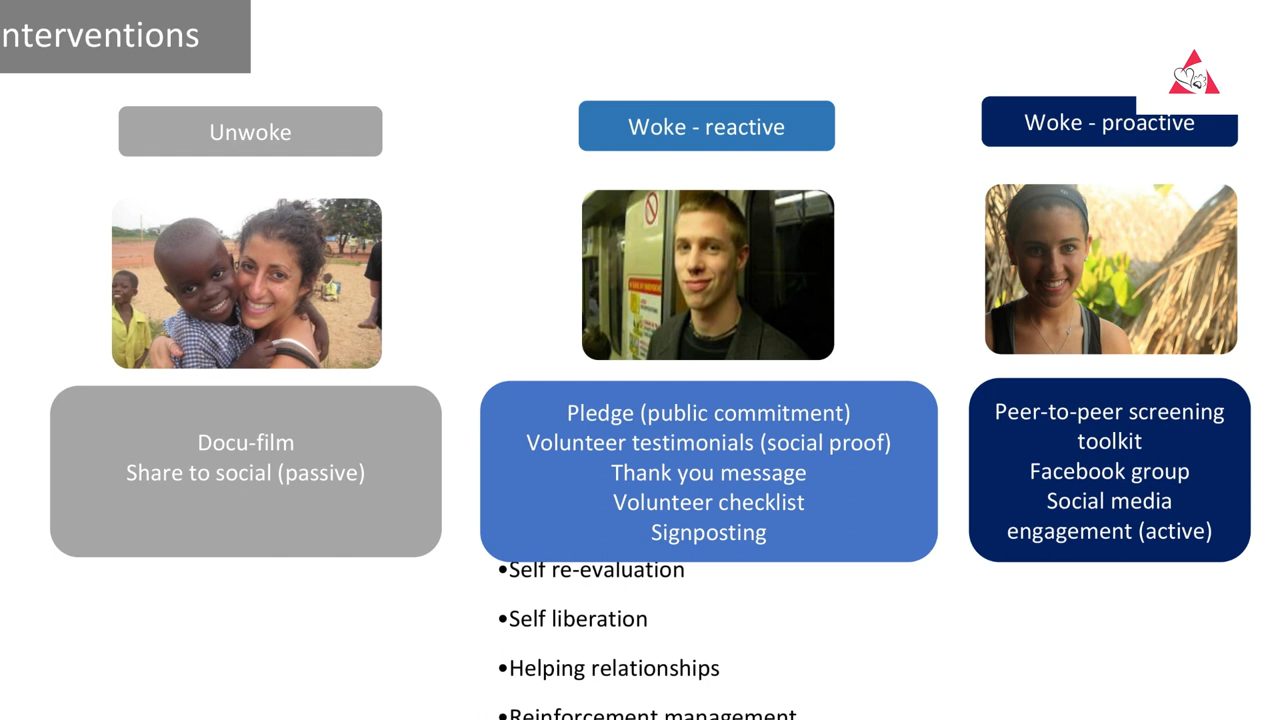 nterventions
Unwoke
Woke - reactive
Woke - proactive
Docu-film
Share to social (passive)
Pledge (public commitment)
Volunteer testimonials (social proof)
Thank you message
Volunteer checklist
Signposting
Peer-to-peer screening
toolkit
Facebook group
Social media
engagement (active)
•Self re-evaluation
•Self liberation
•Helping relationships
•Reinforcement management